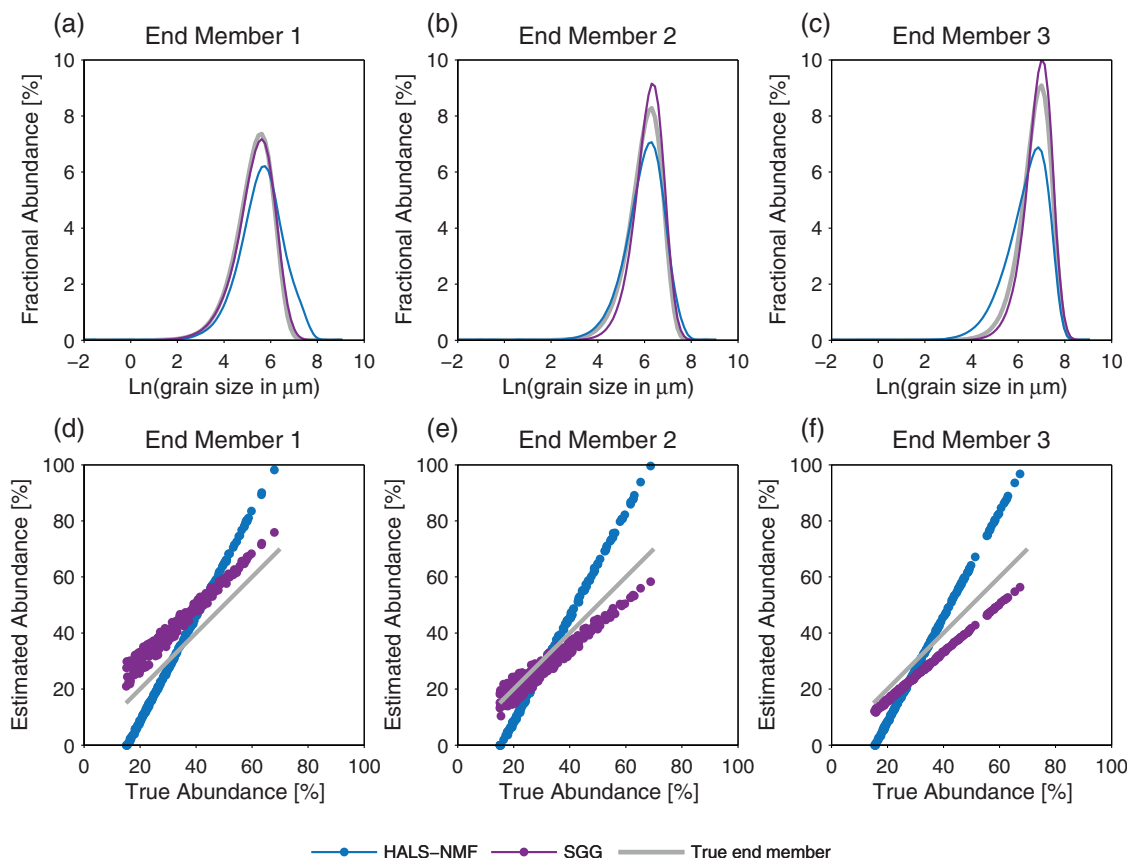 (a) End Member 1
(b) End Member 2
(c) End Member 3
Fractional Abundance [%]
10
8
6
4
2
0
−2 0 2 4 6 8 10
Ln(grain size in μm)
Fractional Abundance [%]
10
8
6
4
2
0
−2 0 2 4 6 8 10
Ln(grain size in μm)
Fractional Abundance [%]
10
8
6
4
2
0
−2 0 2 4 6 8 10
Ln(grain size in μm)
(d) End Member 1
(e) End Member 2
(f) End Member 3
Estimated Abundance [%]
100
80
60
40
20
0
0 20 40 60 80 100
True Abundance [%]
Estimated Abundance [%]
100
80
60
40
20
0
0 20 40 60 80 100
True Abundance [%]
Estimated Abundance [%]
100
80
60
40
20
0
0 20 40 60 80 100
True Abundance [%]
HALS−NMF SGG True end member